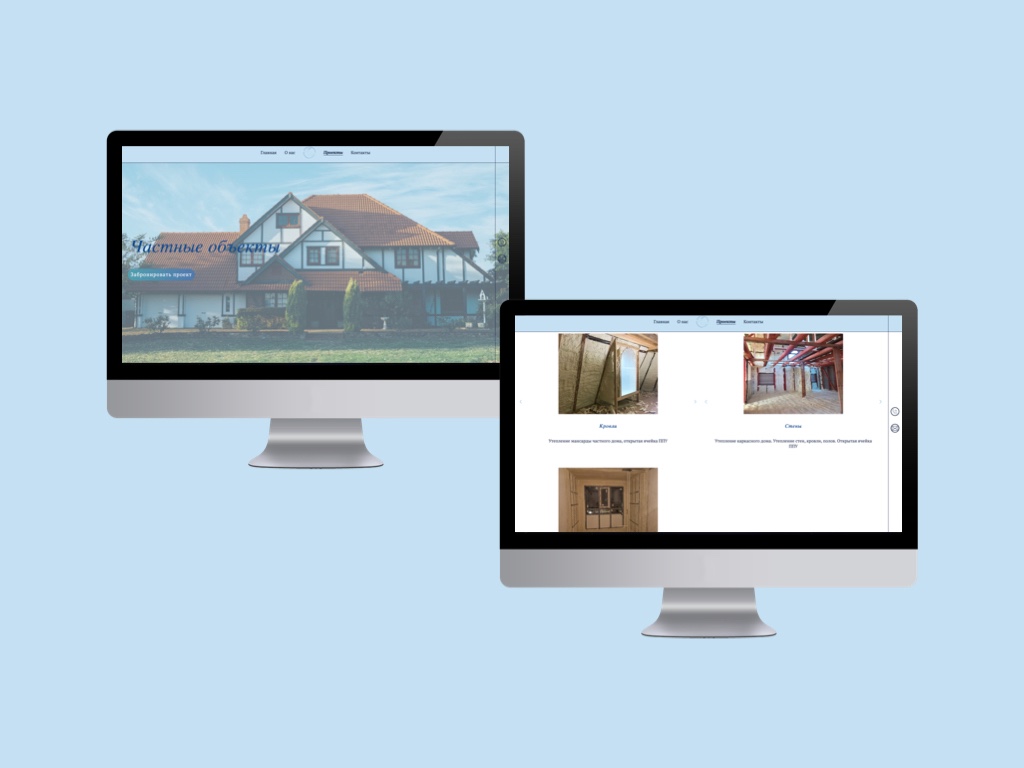 Главная О нас Проекты Контакты
Частные объекты
Забронировать проект
Главная О нас Проекты Контакты
Кровля
Утепление мансарды частного дома, открытая ячейка ППУ
Стены
Утепление каркасного дома. Утепление стен, кровли, полов. Открытая ячейка
ППУ